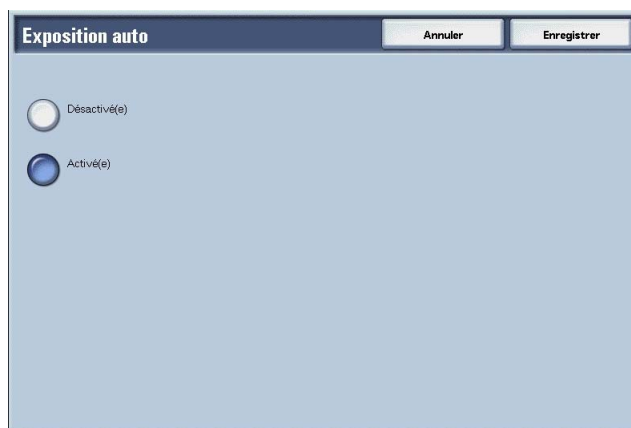 Exposition auto
Annuler
Enregistrer
Désactivé(e)
Activé(e)